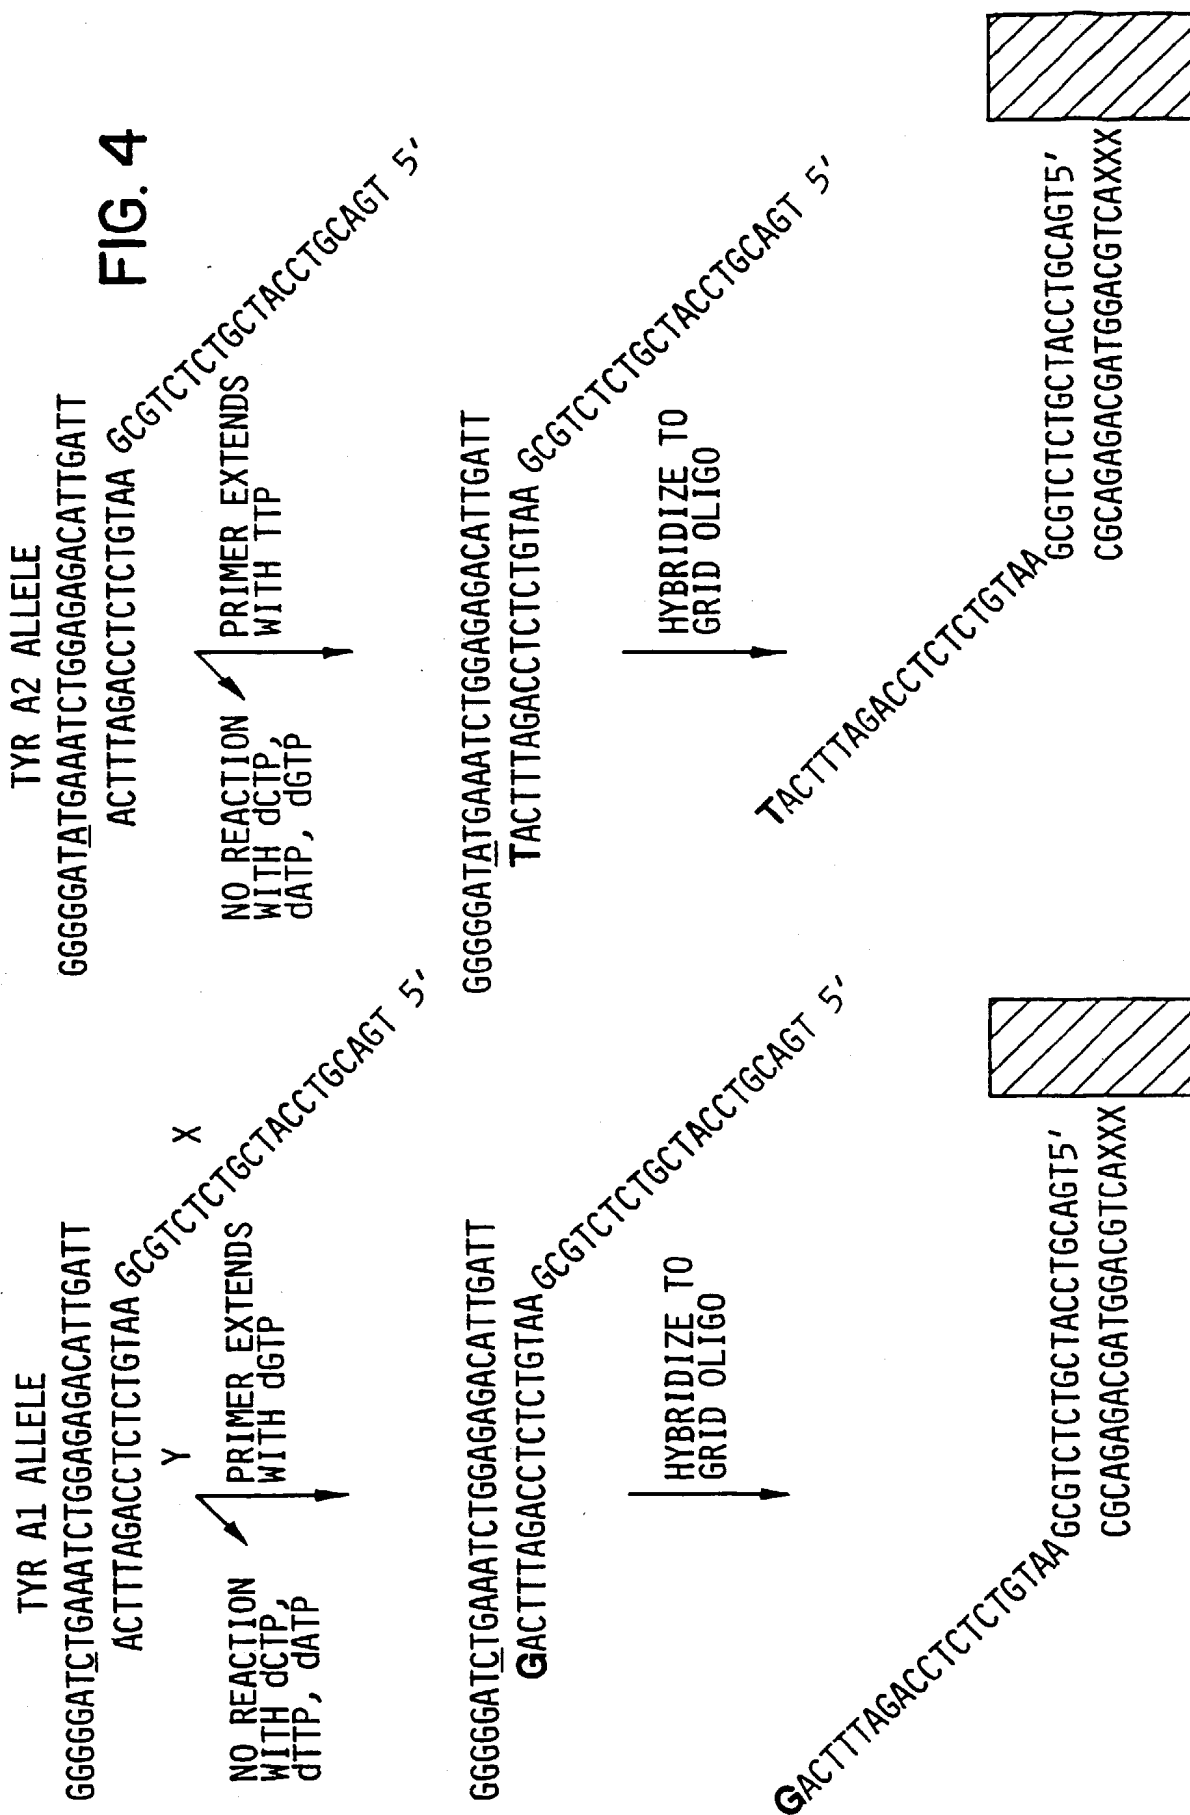 FIG. 4
TYR A1 ALLELE
GGGGATCTGAAATCTGGAGAGACATTGATT
ACTTTAGACCTCTCTGTAA
GCGTCTCTGCTACCTGCAGT 5'
Y
X
NO REACTION
WITH dCTP,
dTTP, dATP
PRIMER EXTENDS
WITH dGTP
GGGGATCTGAAATCTGGAGAGACATTGATT
GACTTTAGACCTCTCTGTAA
GCGTCTCTGCTACCTGCAGT 5'
HYBRIDIZE TO
GRID OLIGO
GACTTTAGACCTCTCTGTAA
GCGTCTCTGCTACCTGCAGT5'
CGCAGAGACGATGGACGTCAXXX
TYR A2 ALLELE
GGGGGATATGAAATCTGGAGAGACATTGATT
ACTTTAGACCTCTCTGTAA
GCGTCTCTGCTACCTGCAGT 5'
NO REACTION
WITH dCTP,
dATP, dGTP
PRIMER EXTENDS
WITH TTP
GGGGGATATGAAATCTGGAGAGACATTGATT
TACTTTAGACCTCTCTGTAA
GCGTCTCTGCTACCTGCAGT 5'
HYBRIDIZE TO
GRID OLIGO
TACTTTAGACCTCTCTGTAA
GCGTCTCTGCTACCTGCAGT5'
CGCAGAGACGATGGACGTCAXXX